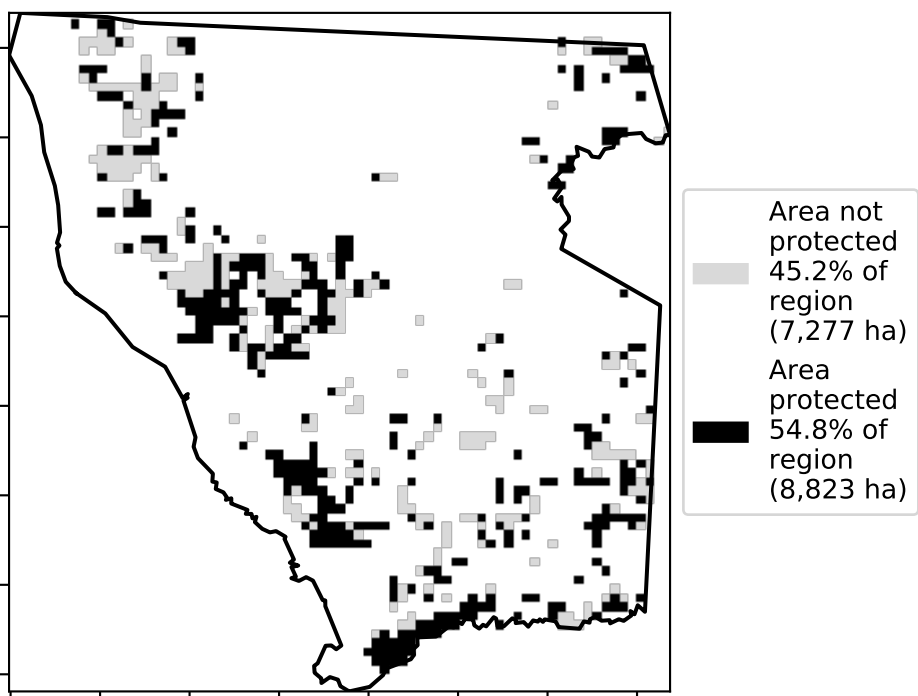 Area not
protected
45.2% of
region
(7,277 ha)
Area
protected
54.8% of
region
(8,823 ha)